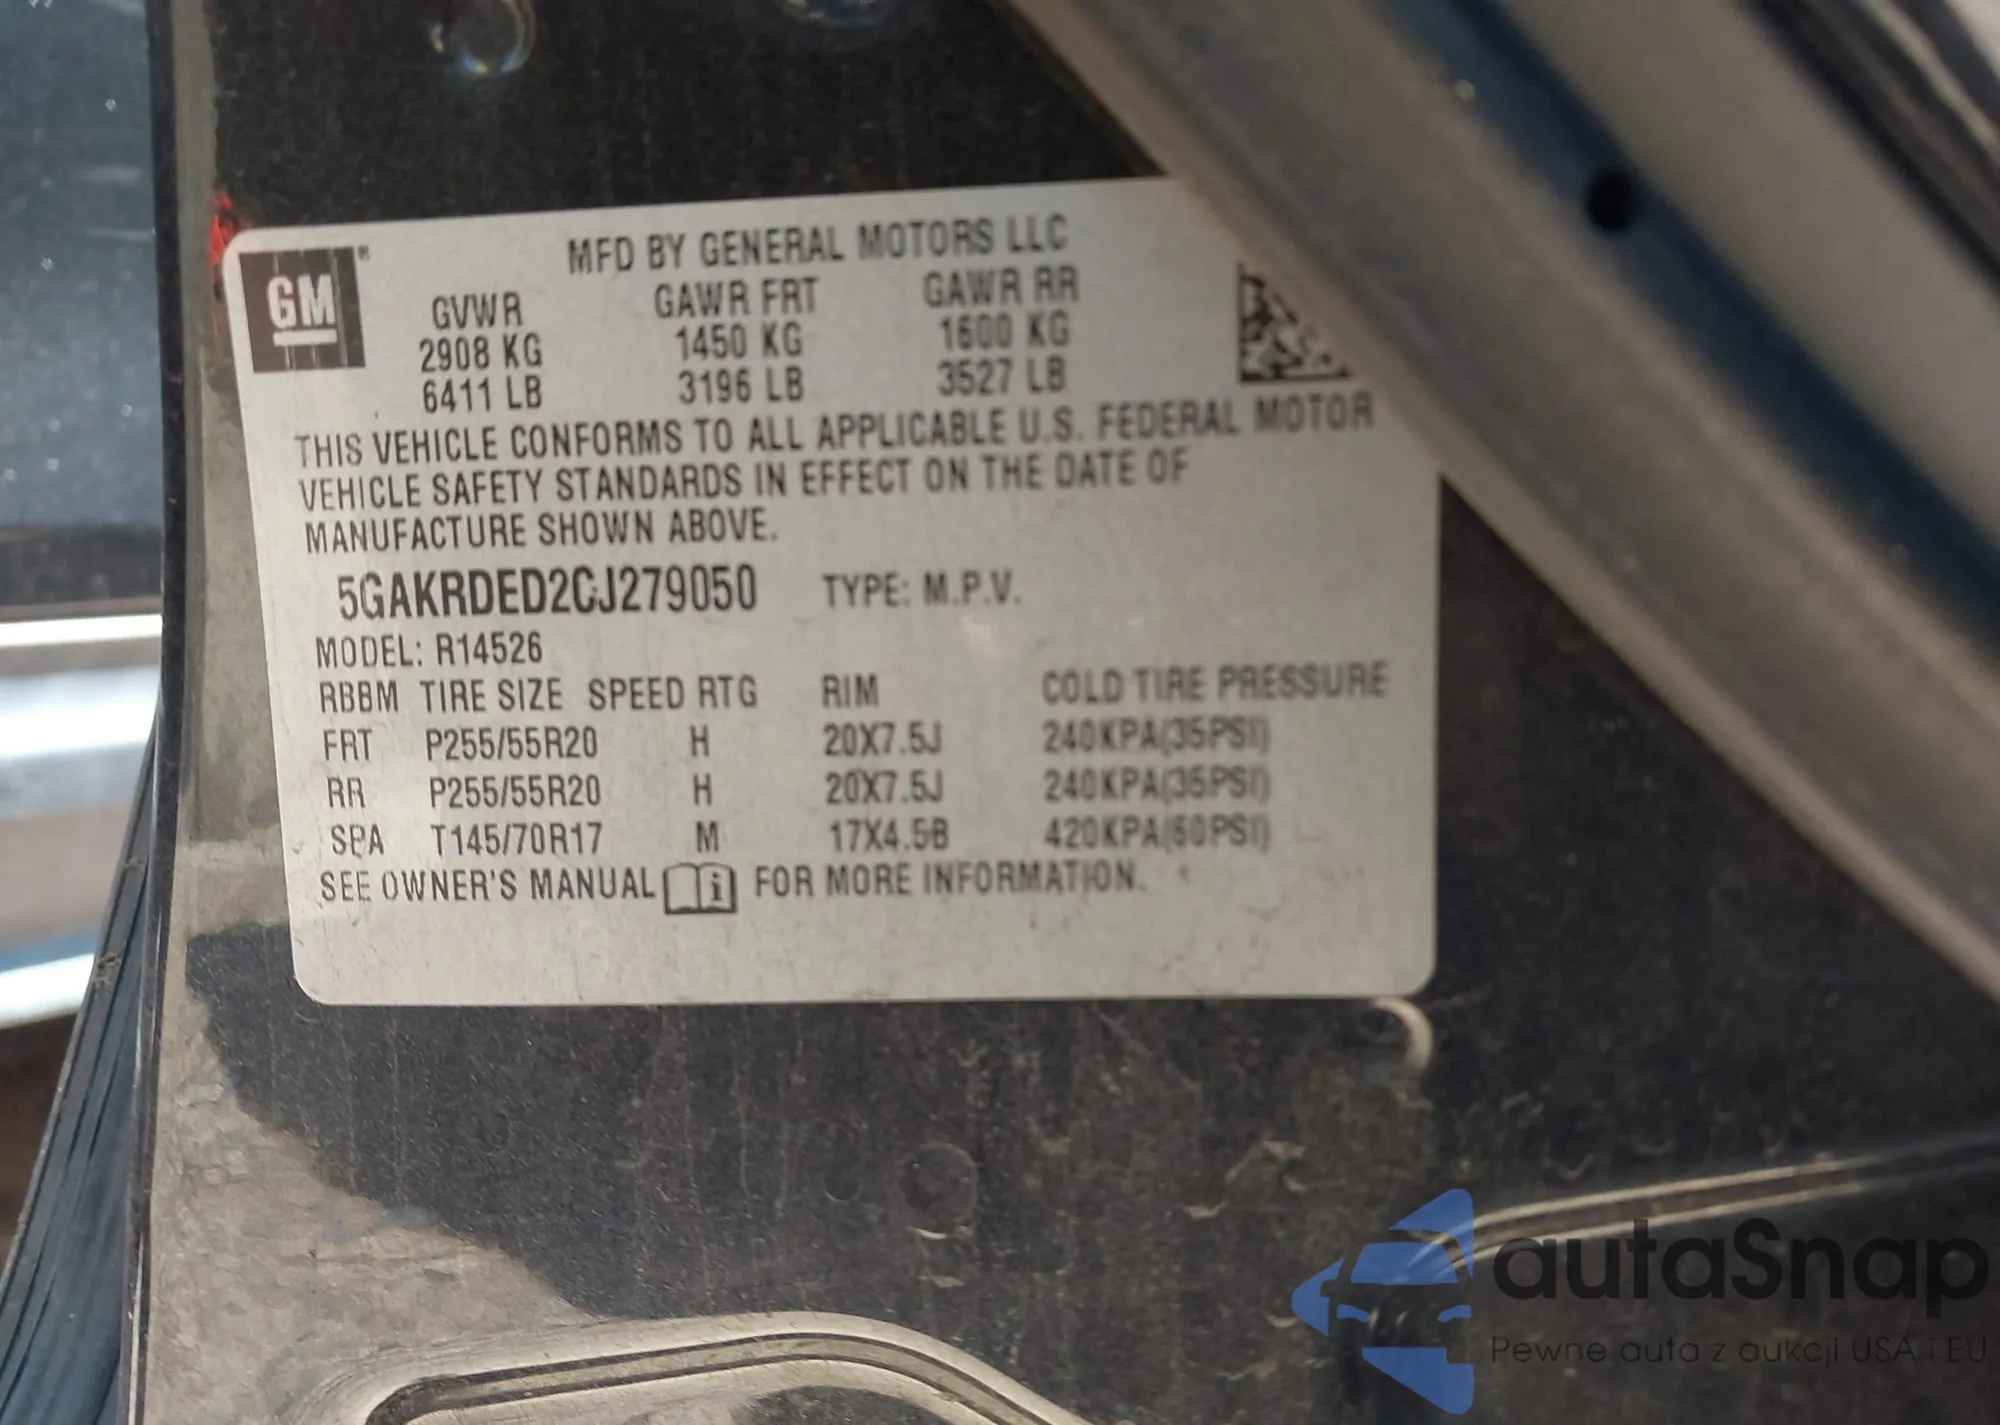 GM®
MFD BY GENERAL MOTORS LLC
GVWR GAWR FRT GAWR RR
2908 KG 1450 KG 1600 KG
6411 LB 3196 LB 3527 LB
THIS VEHICLE CONFORMS TO ALL APPLICABLE U.S. FEDERAL MOTOR
VEHICLE SAFETY STANDARDS IN EFFECT ON THE DATE OF
MANUFACTURE SHOWN ABOVE.
5GAKRDED2CJ279050 TYPE: M.P.V.
MODEL: R14526
RBBM TIRE SIZE SPEED RTG RIM COLD TIRE PRESSURE
FRT P255/55R20 H 20X7.5J 240KPA(35PSI)
RR P255/55R20 H 20X7.5J 240KPA(35PSI)
SPA T145/70R17 M 17X4.5B 420KPA(60PSI)
SEE OWNER'S MANUAL i FOR MORE INFORMATION.
autaSnap
Pewne auta z aukcji USA i EU